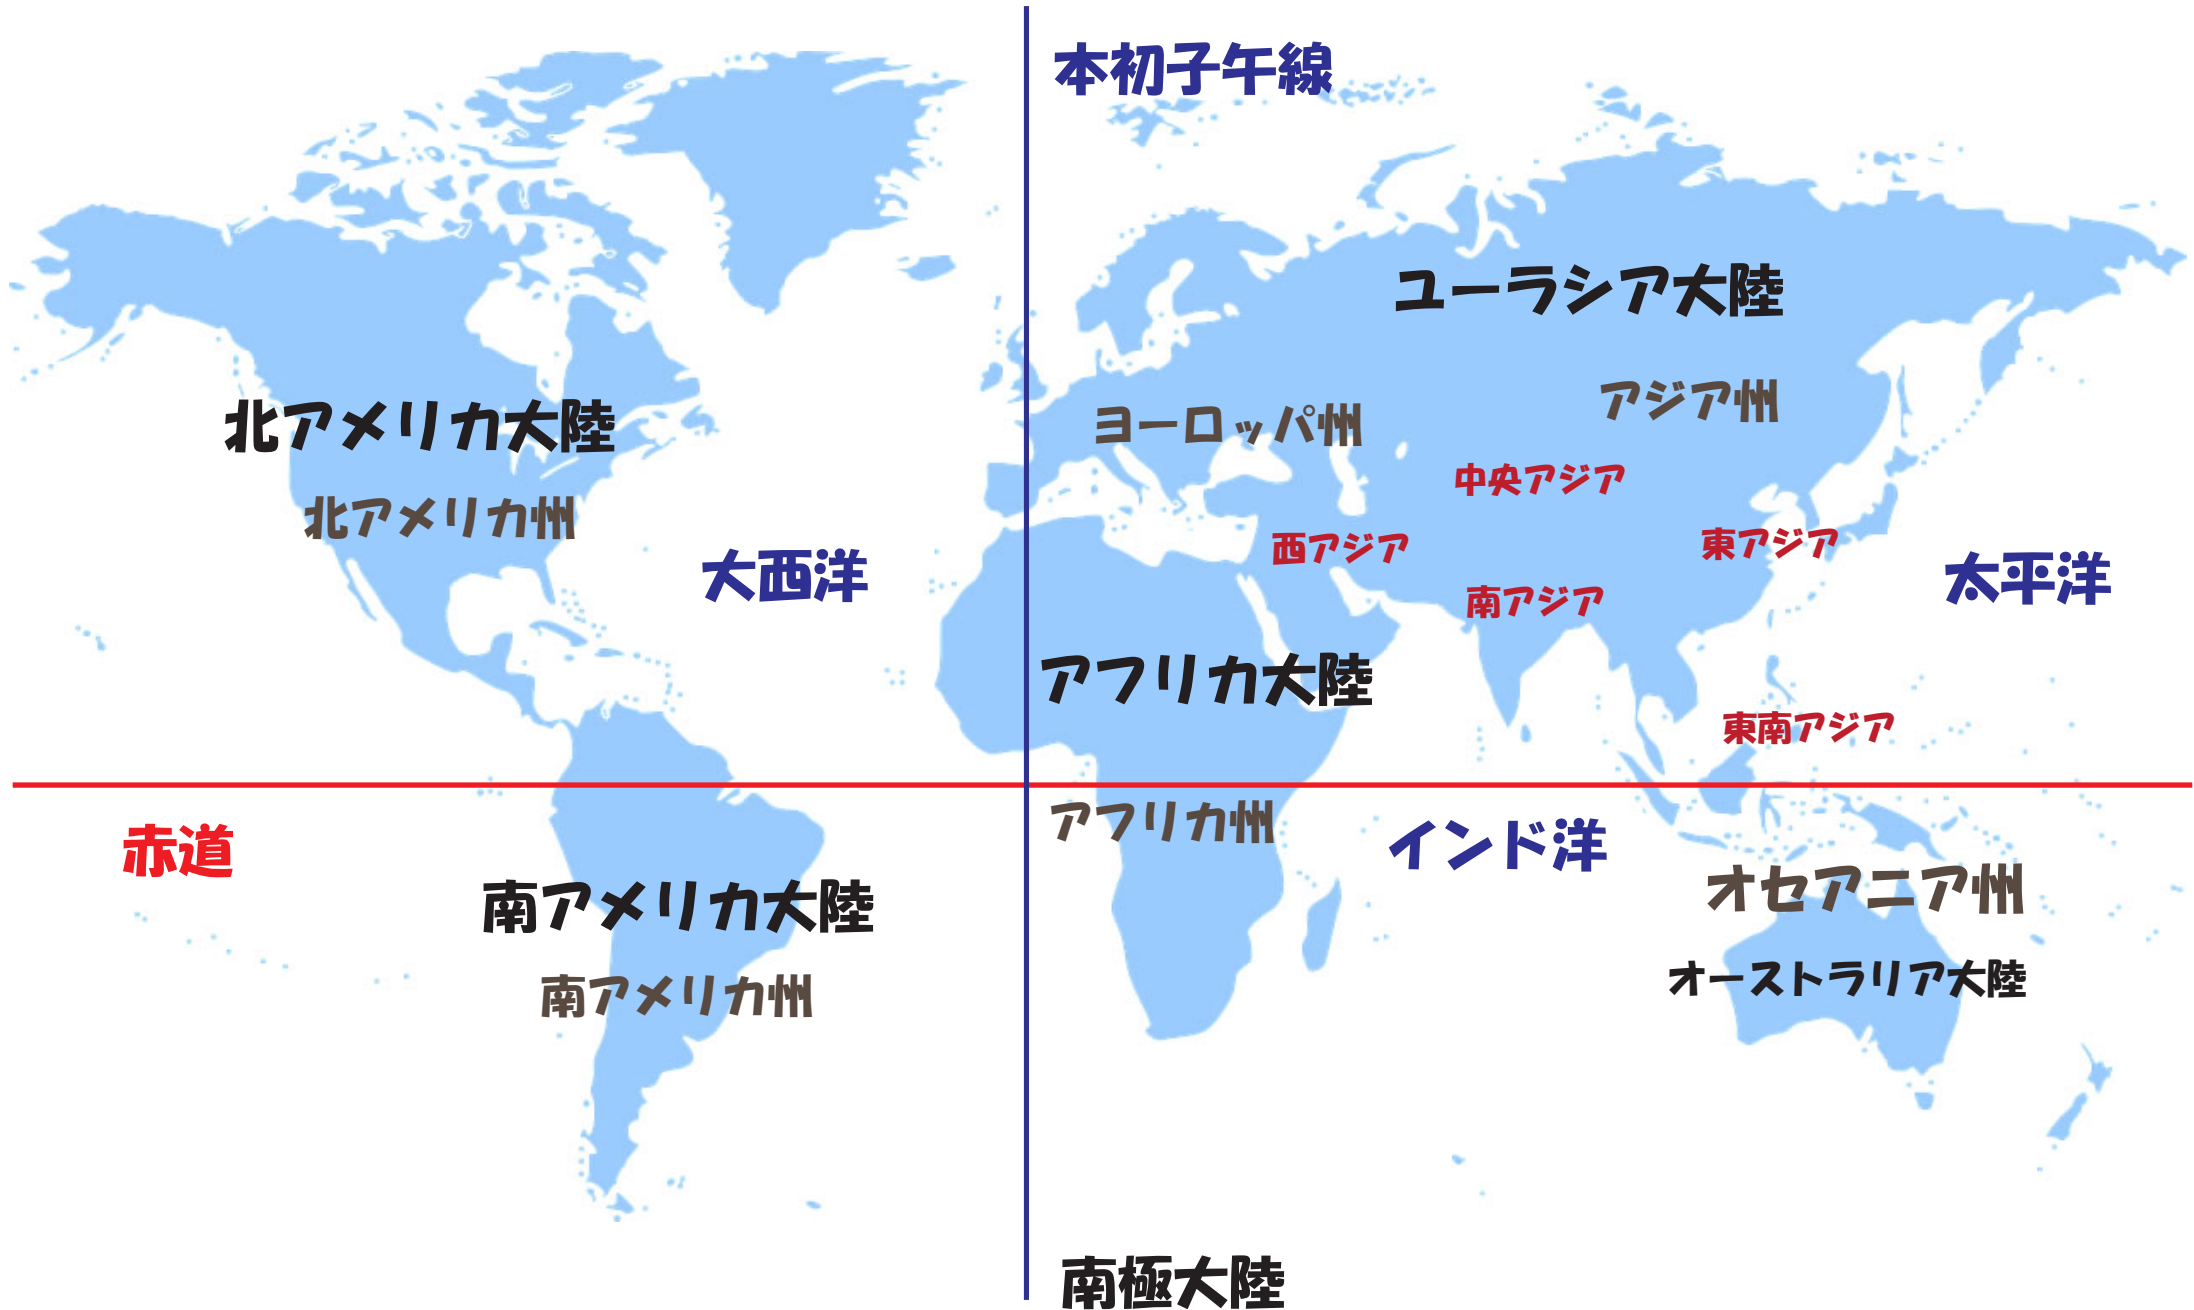 本初子午線
ユーラシア大陸
北アメリカ大陸
ヨーロッパ州
アジア州
北アメリカ州
中央アジア
大西洋
西アジア
東アジア
太平洋
南アジア
アフリカ大陸
東南アジア
赤道
アフリカ州
インド洋
南アメリカ大陸
オセアニア州
南アメリカ州
オーストラリア大陸
南極大陸